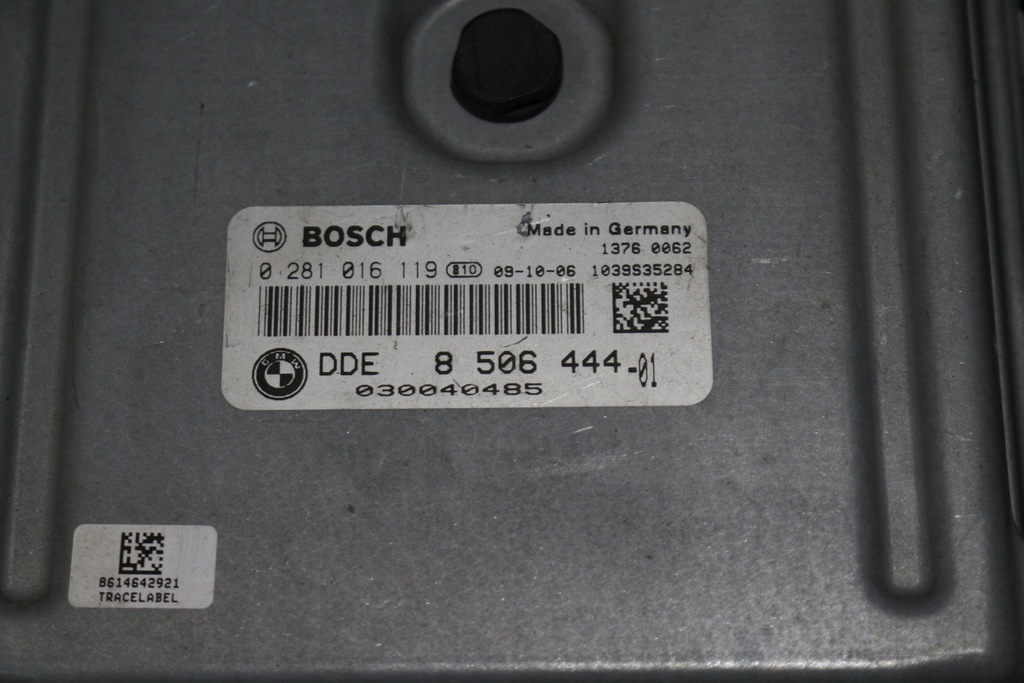 BOSCH Made in Germany
1376 0062
0 281 016 119 810 09-10-06 1039S35284
BMW DDE 8 506 444-01
030040485
8614642921
TRACELABEL